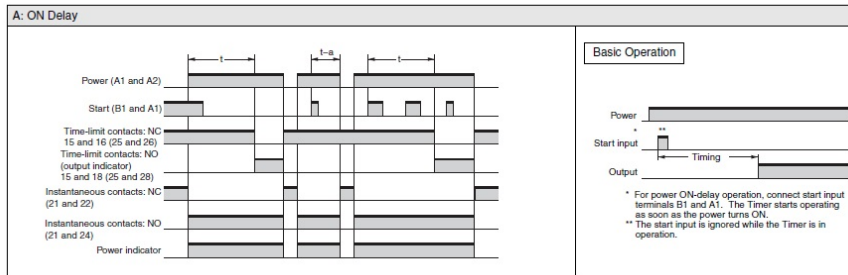 A: ON Delay
t
t–a
t
Power (A1 and A2)
Start (B1 and A1)
Time-limit contacts: NC
15 and 16 (25 and 26)
Time-limit contacts: NO
(output indicator)
15 and 18 (25 and 28)
Instantaneous contacts: NC
(21 and 22)
Instantaneous contacts: NO
(21 and 24)
Power indicator
Basic Operation
Power
* **
Start input
Timing
Output
* For power ON-delay operation, connect start input
terminals B1 and A1. The Timer starts operating
as soon as the power turns ON.
** The start input is ignored while the Timer is in
operation.